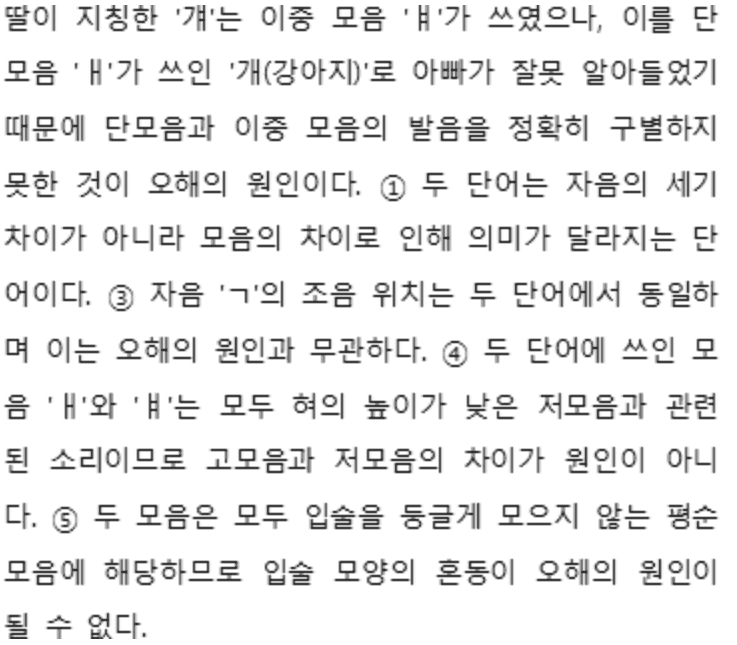 딸이 지칭한 '걔'는 이중 모음 'ㅒ'가 쓰였으나, 이를 단
모음 'ㅐ'가 쓰인 '개(강아지)'로 아빠가 잘못 알아들었기
때문에 단모음과 이중 모음의 발음을 정확히 구별하지
못한 것이 오해의 원인이다. ① 두 단어는 자음의 세기
차이가 아니라 모음의 차이로 인해 의미가 달라지는 단
어이다. ③ 자음 'ㄱ'의 조음 위치는 두 단어에서 동일하
며 이는 오해의 원인과 무관하다. ④ 두 단어에 쓰인 모
음 'ㅐ'와 'ㅒ'는 모두 혀의 높이가 낮은 저모음과 관련
된 소리이므로 고모음과 저모음의 차이가 원인이 아니
다. ⑤ 두 모음은 모두 입술을 둥글게 모으지 않는 평순
모음에 해당하므로 입술 모양의 혼동이 오해의 원인이
될 수 없다.